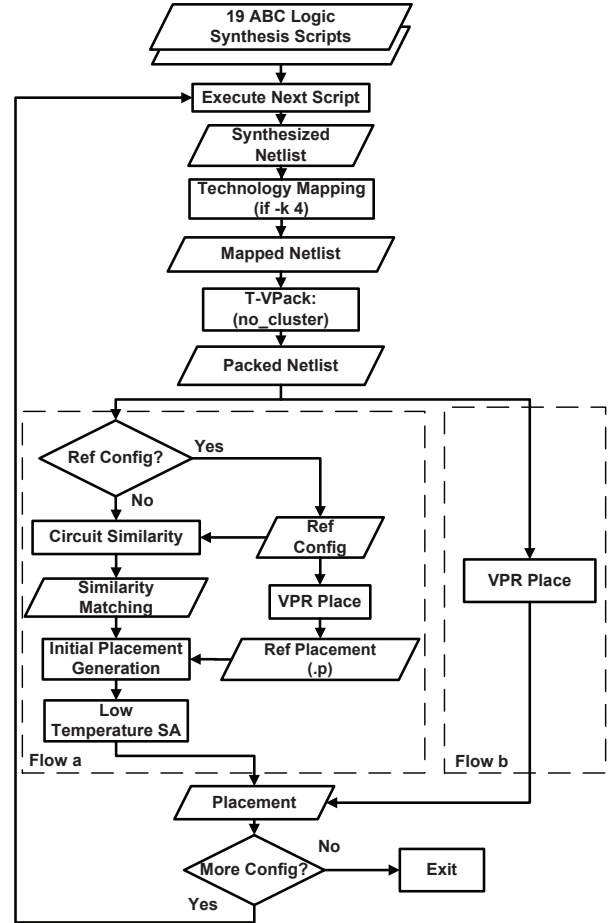 19 ABC Logic
Synthesis Scripts
Execute Next Script
Synthesized
Netlist
Technology Mapping
(if -k 4)
Mapped Netlist
T-VPack:
(no_cluster)
Packed Netlist
Ref Config?
Yes
No
Circuit Similarity
Ref
Config
Similarity
Matching
VPR Place
VPR Place
Initial Placement
Generation
Ref Placement
(.p)
Low
Temperature SA
Flow a
Flow b
Placement
More Config?
No
Exit
Yes